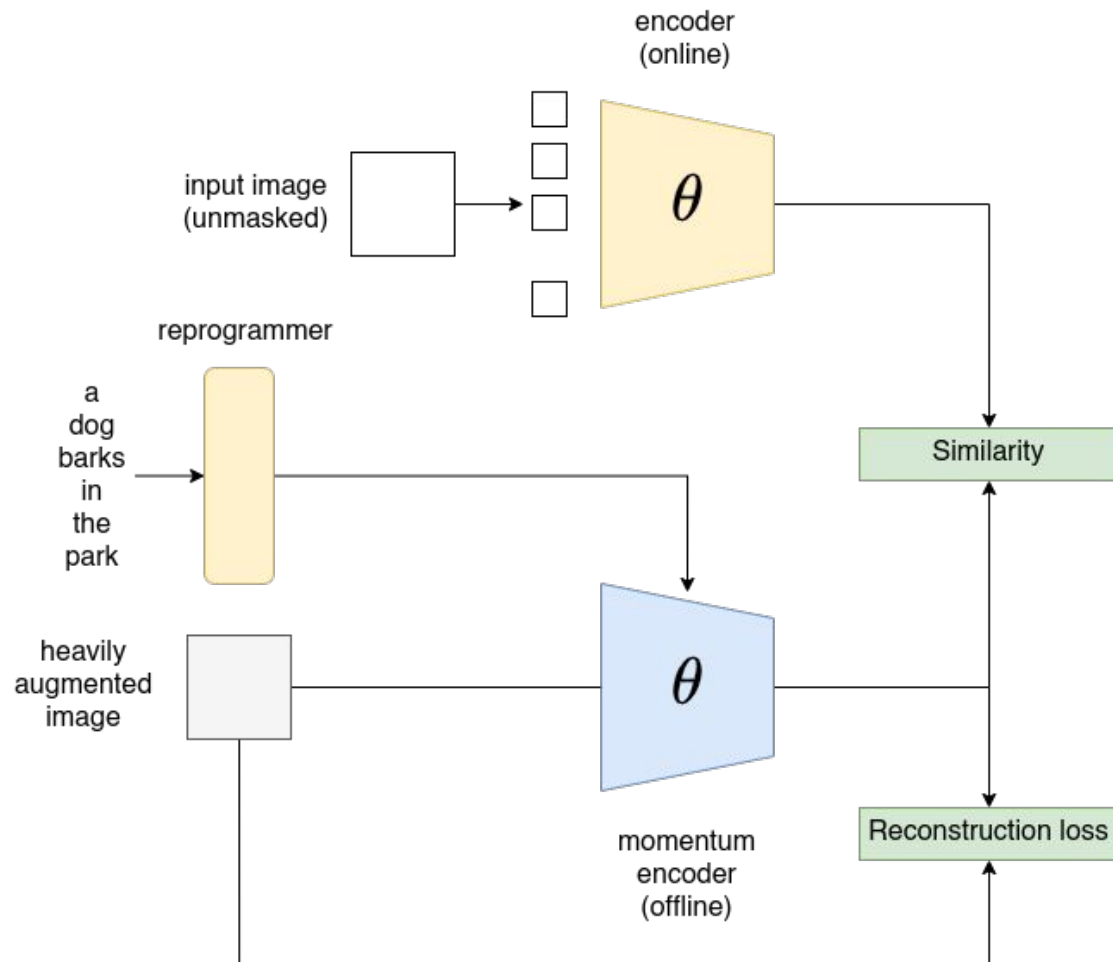 encoder
(online)
θ
input image
(unmasked)
reprogrammer
a
dog
barks
in
the
park
Similarity
heavily
augmented
image
θ
momentum
encoder
(offline)
Reconstruction loss